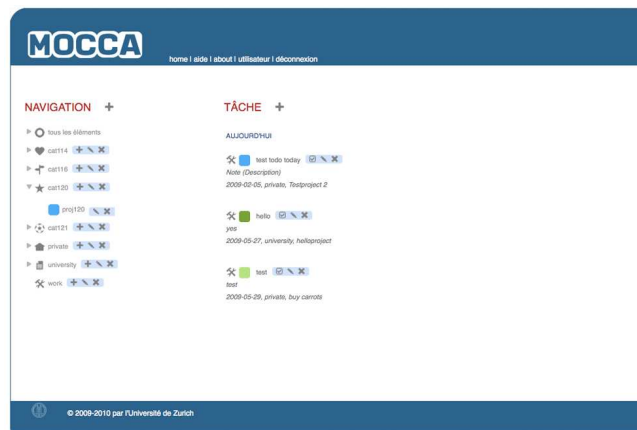 MOCCA
home | aide | about | utilisateur | déconnexion
NAVIGATION
tous les éléments
cat114
cat116
cat120
proj120
cat121
private
university
work
TÂCHE
AUJOURD'HUI
test todo today
Note (Description)
2009-02-05, private, Testproject 2
hello
yes
2009-05-27, university, helloproject
test
test
2009-05-29, private, buy carrots
© 2009-2010 par l'Université de Zurich